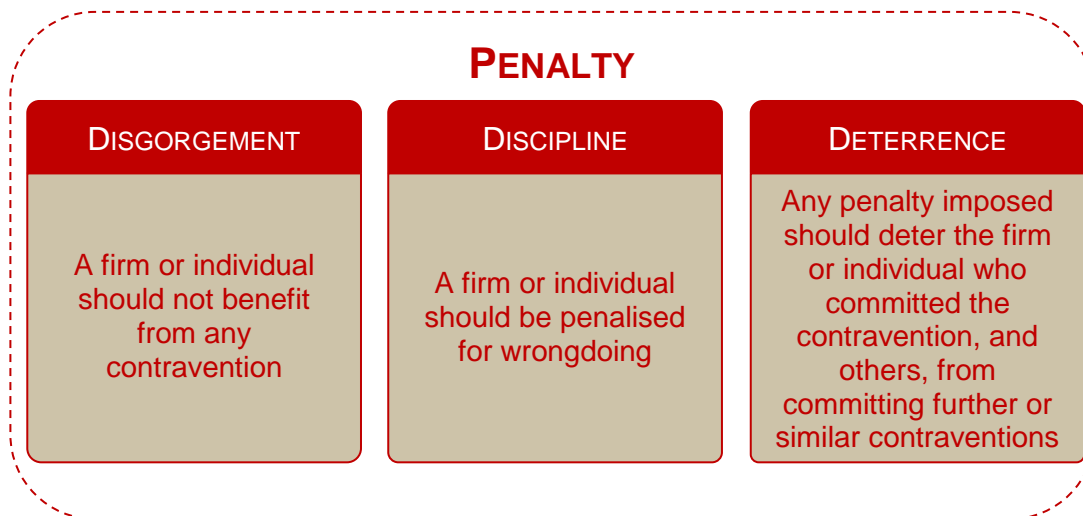 PENALTY
DISGORGEMENT
A firm or individual
should not benefit
from any
contravention
DISCIPLINE
A firm or individual
should be penalised
for wrongdoing
DETERRENCE
Any penalty imposed
should deter the firm
or individual who
committed the
contravention, and
others, from
committing further or
similar contraventions